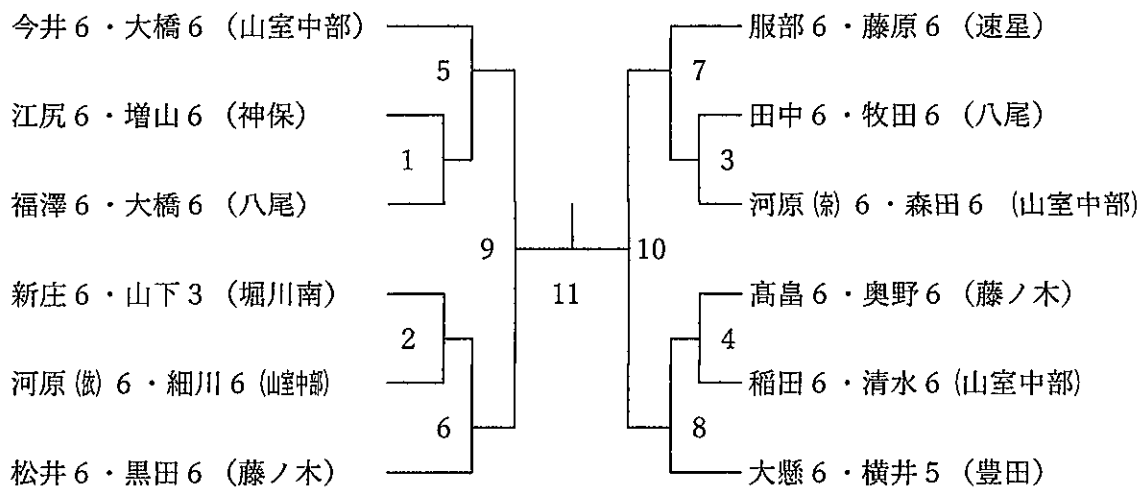 今井6・大橋6（山室中部）
江尻6・増山6（神保）
福澤6・大橋6（八尾）
新庄6・山下3（堀川南）
河原㈲6・細川6（山室中部）
松井6・黒田6（藤ノ木）
5
1
2
6
9
11
10
7
3
4
8
服部6・藤原6（速星）
田中6・牧田6（八尾）
河原 6・森田6（山室中部）
髙畠6・奥野6（藤ノ木）
稲田6・清水6（山室中部）
大懸6・横井5（豊田）